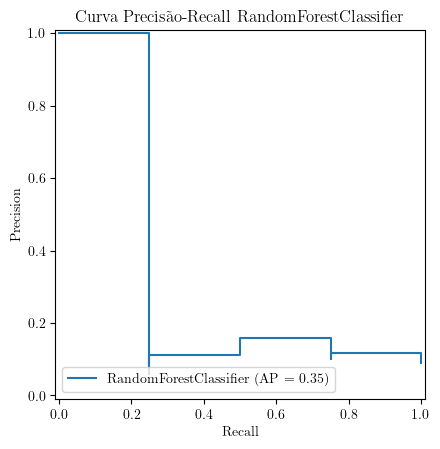 Curva Precisão-Recall RandomForestClassifier
1.0
0.8
0.6
0.4
0.2
0.0
Precision
RandomForestClassifier (AP = 0.35)
0.0 0.2 0.4 0.6 0.8 1.0
Recall